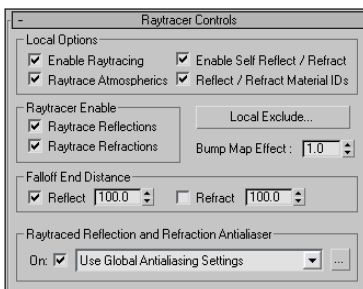 - Raytracer Controls
Local Options
Enable Raytracing Enable Self Reflect / Refract
Raytrace Atmospherics Reflect / Refract Material IDs
Raytracer Enable
Raytrace Reflections
Raytrace Refractions
Local Exclude...
Bump Map Effect : 1.0
Falloff End Distance
Reflect 100.0 Refract 100.0
Raytraced Reflection and Refraction Antialiaser
On: Use Global Antialiasing Settings ...